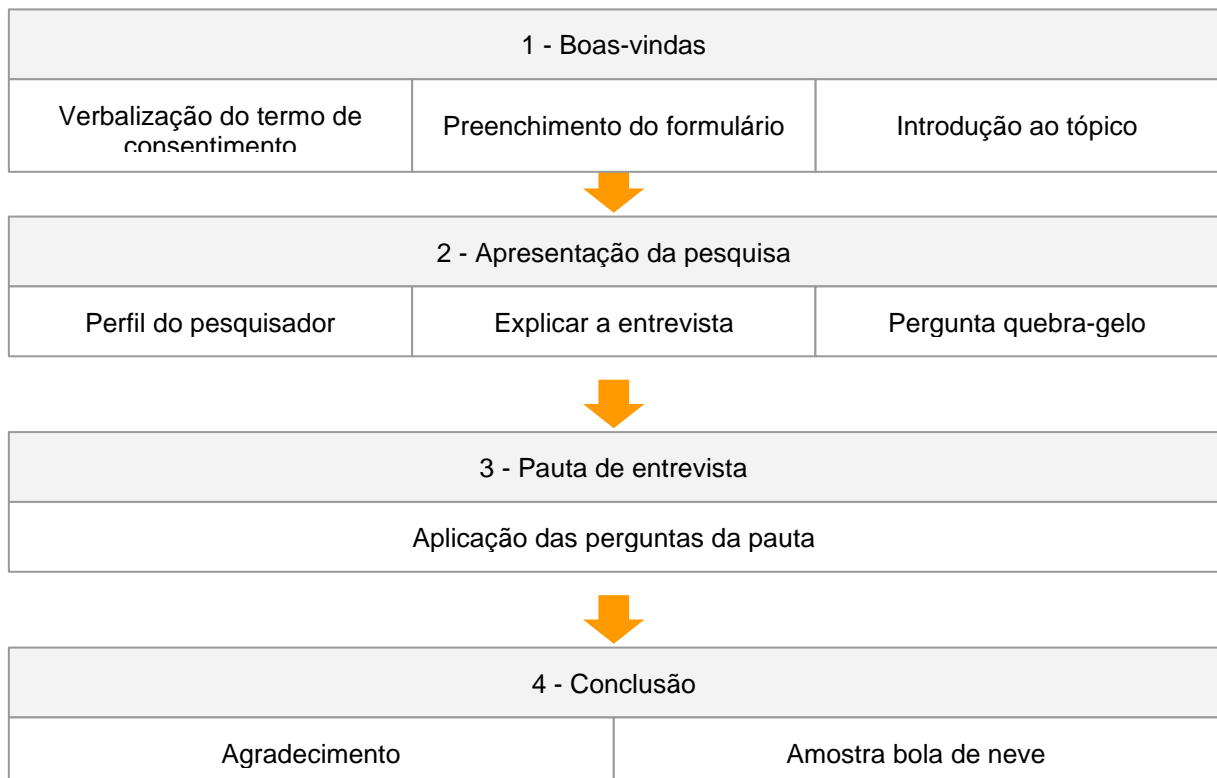 1 - Boas-vindas
Verbalização do termo de
consentimento
Preenchimento do formulário
Introdução ao tópico
2 - Apresentação da pesquisa
Perfil do pesquisador
Explicar a entrevista
Pergunta quebra-gelo
3 - Pauta de entrevista
Aplicação das perguntas da pauta
4 - Conclusão
Agradecimento
Amostra bola de neve